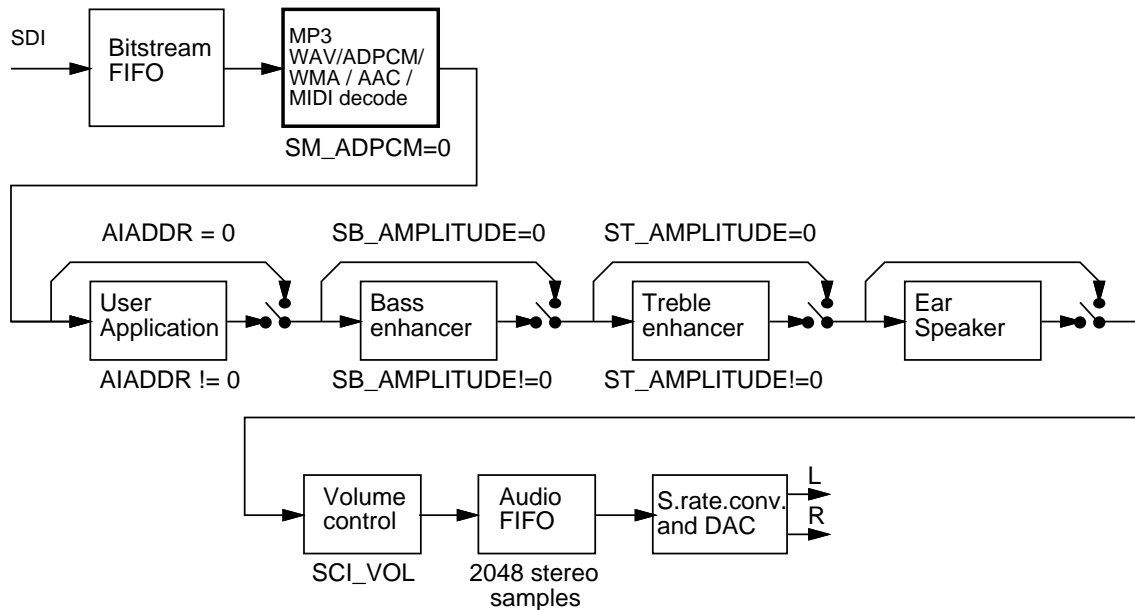 SDI
Bitstream
FIFO
MP3
WAV/ADPCM/
WMA / AAC /
MIDI decode
SM_ADPCM=0
AIADDR = 0
SB_AMPLITUDE=0
ST_AMPLITUDE=0
User
Application
Bass
enhancer
Treble
enhancer
Ear
Speaker
AIADDR != 0
SB_AMPLITUDE!=0
ST_AMPLITUDE!=0
Volume
control
Audio
FIFO
S.rate.conv.
and DAC
L
R
SCI_VOL
2048 stereo
samples